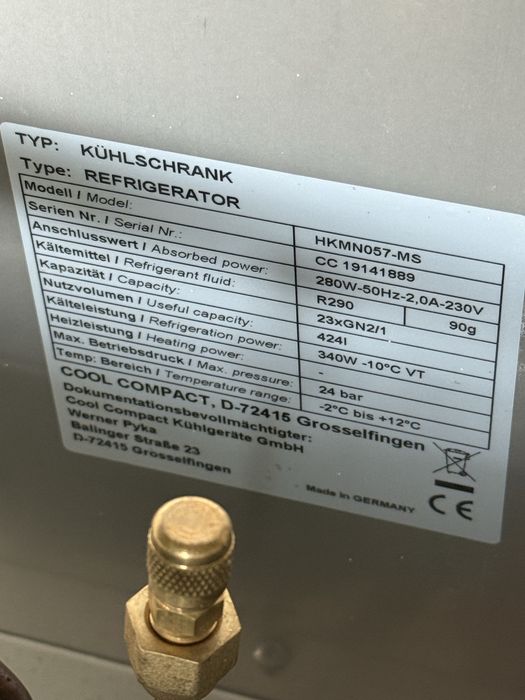 TYP: KÜHLSCHRANK
Type: REFRIGERATOR
Modell / Model: HKMN057-MS
Serien Nr. / Serial Nr.: CC 19141889
Anschlusswert / Absorbed power: 280W-50Hz-2,0A-230V
Kältemittel / Refrigerant fluid: R290 90g
Kapazität / Capacity: 23xGN2/1
Nutzvolumen / Useful capacity: 424l
Kälteleistung / Refrigeration power: 340W -10°C VT
Heizleistung / Heating power: -
Max. Betriebsdruck / Max. pressure: 24 bar
Temp: Bereich / Temperature range: -2°C bis +12°C
COOL COMPACT, D-72415 Grosselfingen
Dokumentationsbevollmächtigter:
Cool Compact Kühlgeräte GmbH
Werner Pyka
Balinger Straße 23
D-72415 Grosselfingen
Made in GERMANY CE